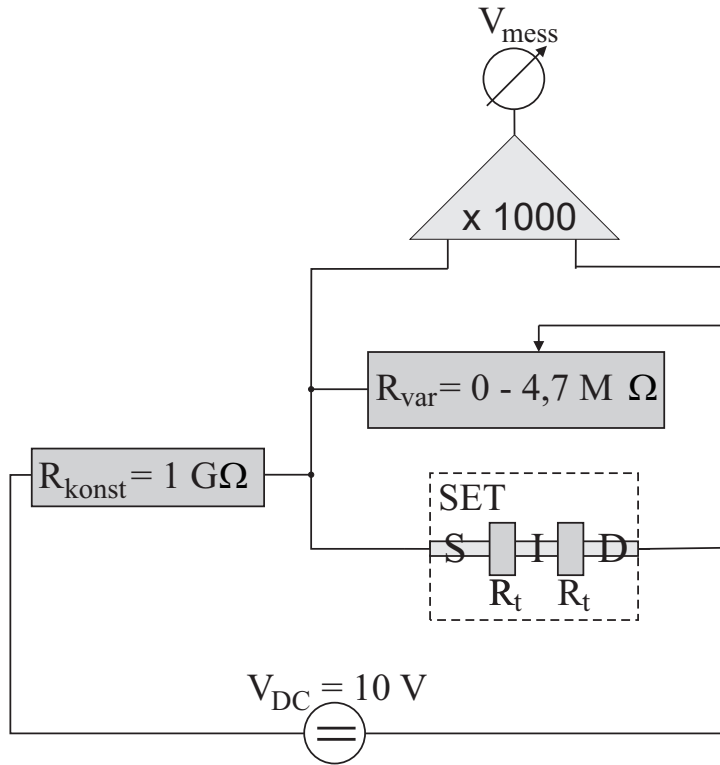 V_mess
x 1000
R_var = 0 - 4,7 M Ω
R_konst = 1 GΩ
SET
S I D
R_t R_t
V_DC = 10 V